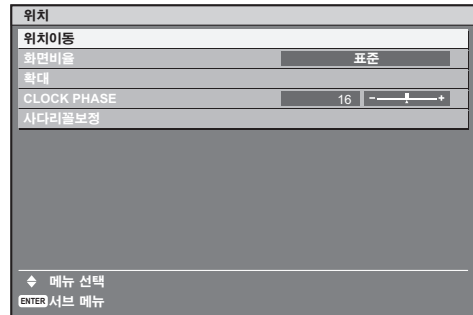 위치
위치이동
화면비율 표준
확대
CLOCK PHASE 16 - +
사다리꼴보정
메뉴 선택
ENTER 서브 메뉴